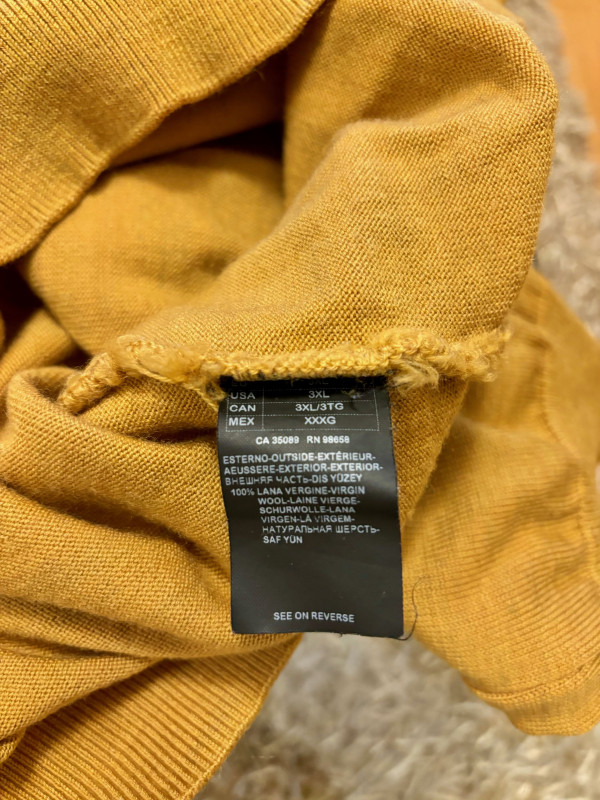 USA 3XL
CAN 3XL/3TG
MEX XXXG
CA 35089 RN 98658
ESTERNO-OUTSIDE-EXTÉRIEUR-
AEUSSERE-EXTERIOR-EXTERIOR-
ВНЕШНЯЯ ЧАСТЬ-DIS YÜZEY
100% LANA VERGINE-VIRGIN
WOOL-LAINE VIERGE-
SCHURWOLLE-LANA
VIRGEN-LÃ VIRGEM-
НАТУРАЛЬНАЯ ШЕРСТЬ-
SAF YÜN
SEE ON REVERSE